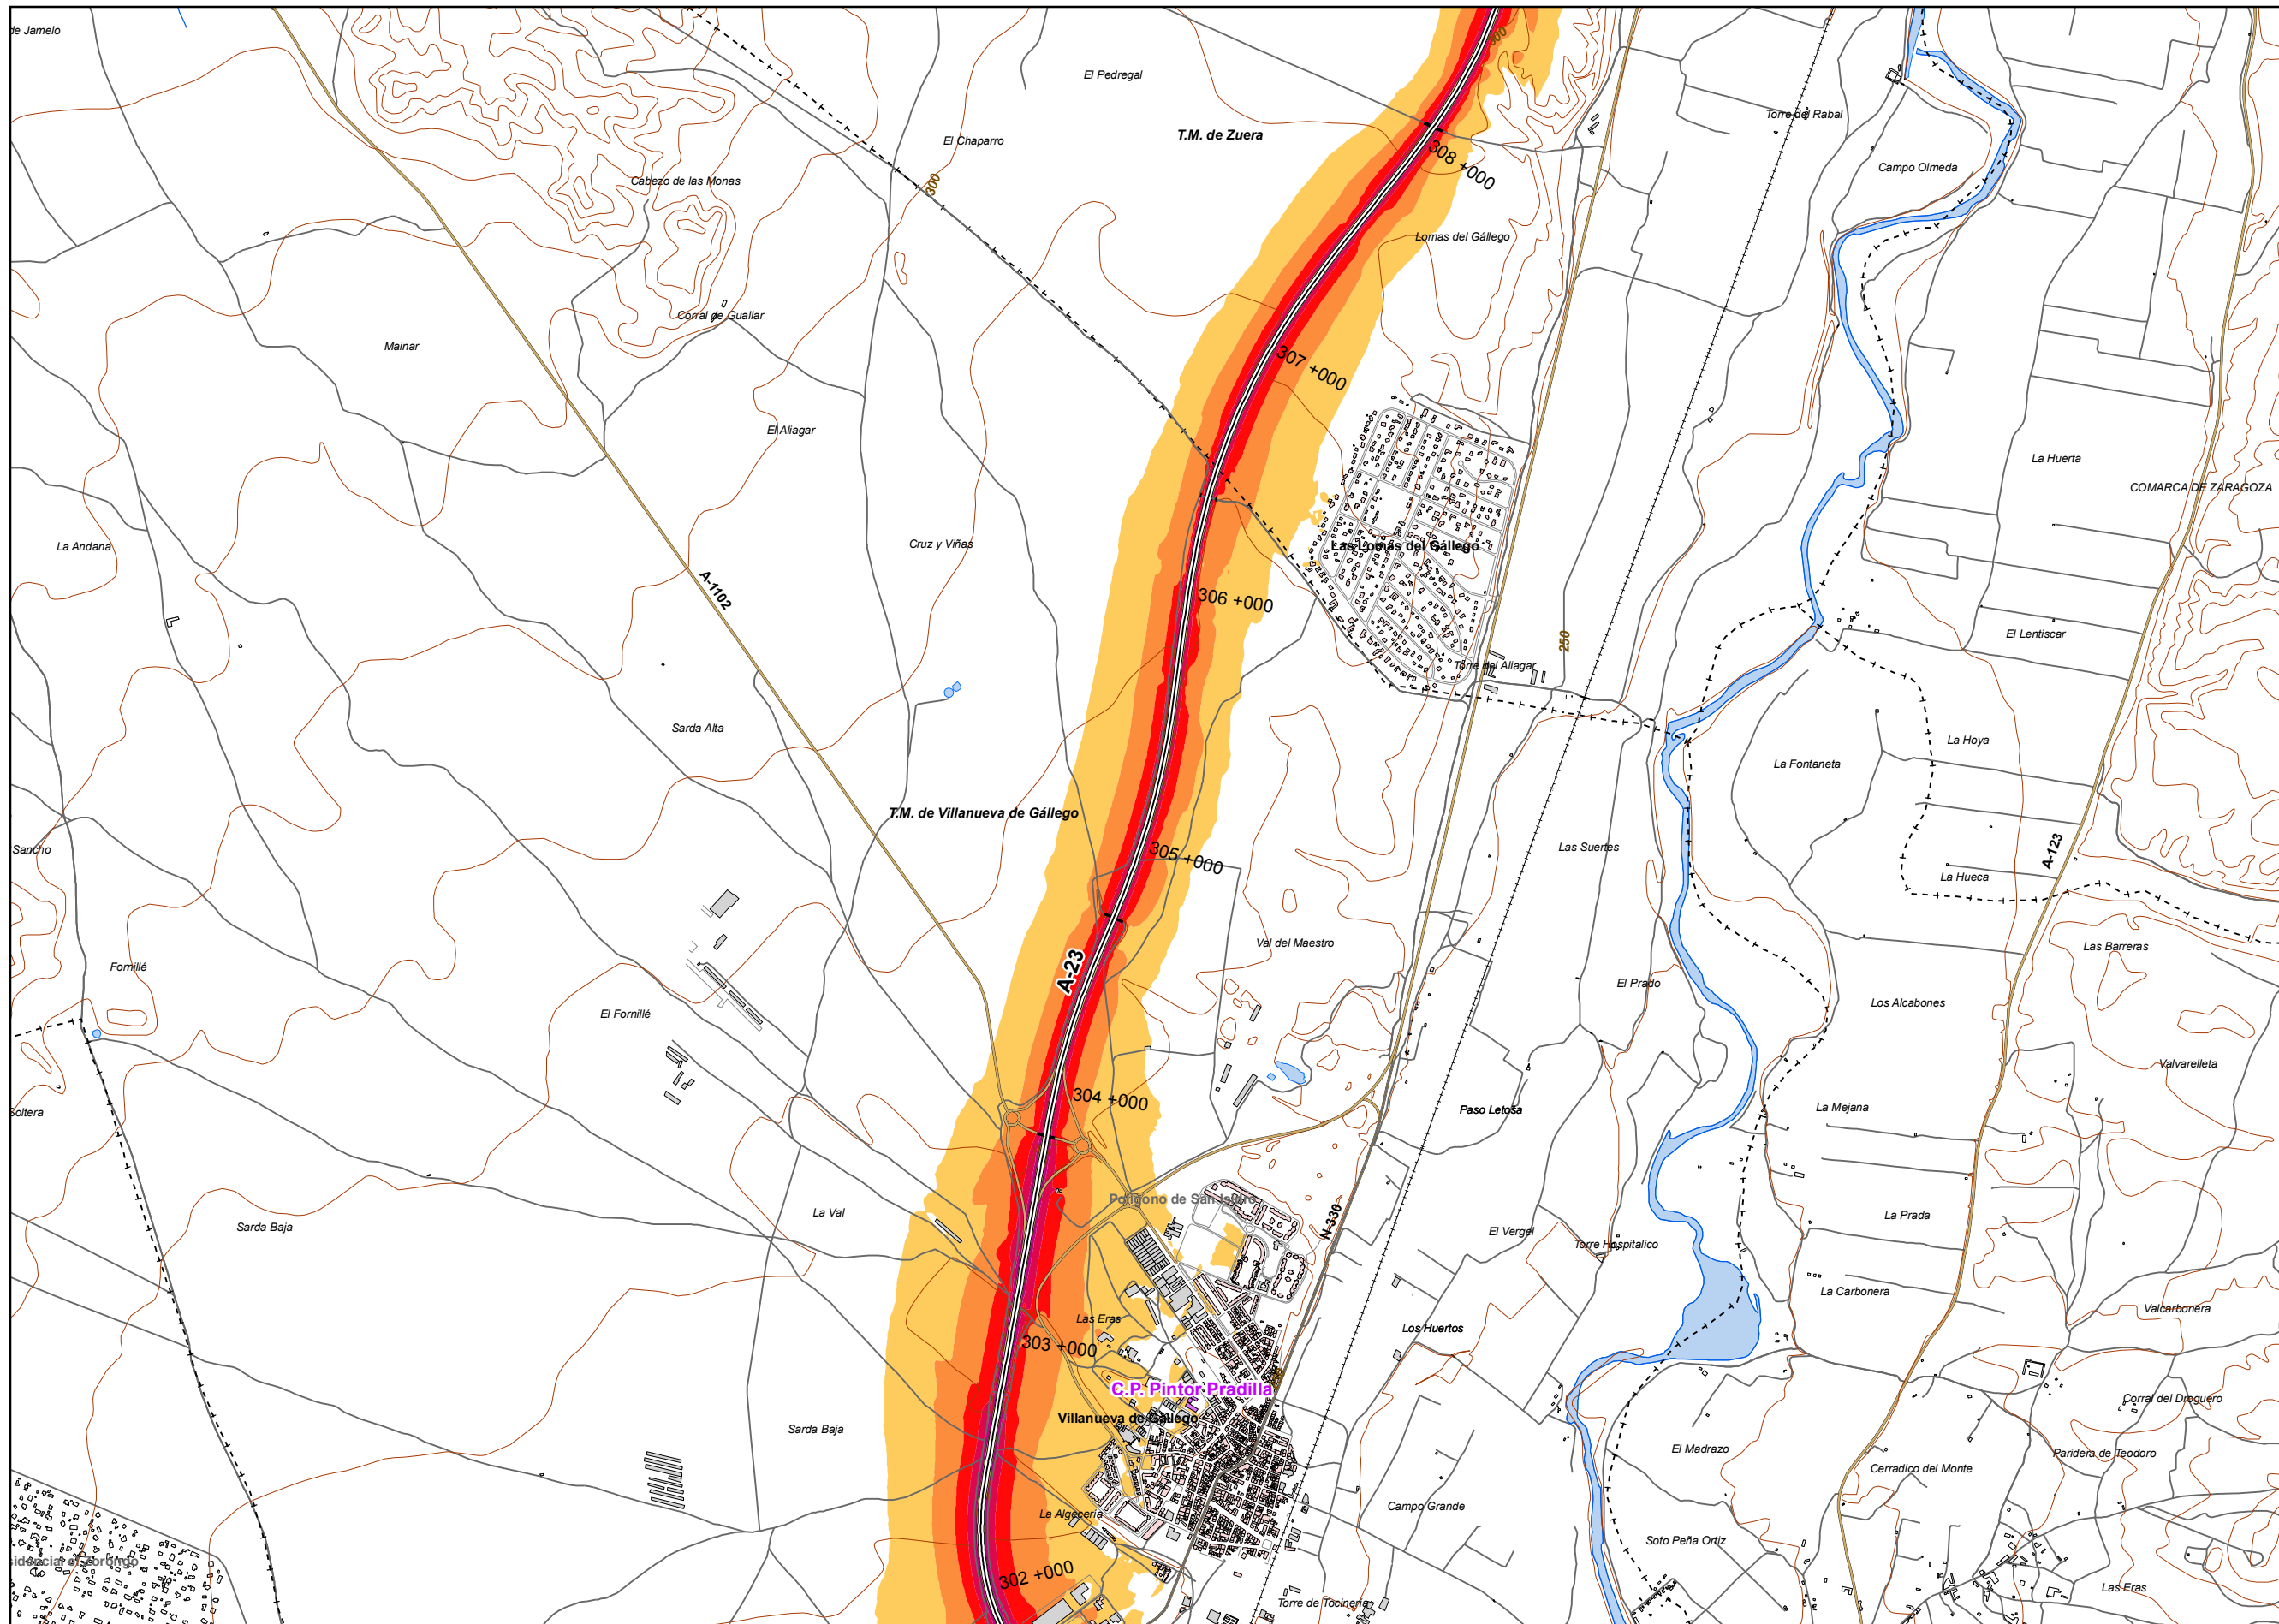 de Jamelo
El Pedregal
300
Torre del Rabal
T.M. de Zuera
El Chaparro
308 +000
Campo Olmeda
Cabezo de las Monas
300
Lomas del Gállego
Corral de Guallar
Mainar
307 +000
El Aliagar
La Huerta
COMARCA DE ZARAGOZA
La Andana
Cruz y Viñas
Las Lomas del Gállego
A-1102
306 +000
El Lentiscar
250
Torre del Aliagar
Sarda Alta
La Hoya
La Fontaneta
T.M. de Villanueva de Gállego
Sancho
305 +000
Las Suertes
A-123
La Hueca
Val del Maestro
Las Barreras
Fornillé
A-23
El Prado
Los Alcabones
El Fornillé
Valvarelleta
304 +000
Soltera
Paso Letosa
La Mejana
Polígono de San Isidro
La Val
Sarda Baja
N-330
El Vergel
La Prada
Torre Hospitalico
La Carbonera
Valcarbonera
Las Eras
Los Huertos
303 +000
C.P. Pintor Pradilla
Corral del Droguero
Villanueva de Gállego
Sarda Baja
El Madrazo
Paridera de Teodoro
Cerradico del Monte
Campo Grande
La Algecería
Soto Peña Ortiz
sidencial el Zorongo
302 +000
Las Eras
Torre de Tocinería